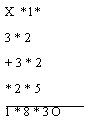 X *1*
3 * 2
+ 3 * 2
* 2 * 5
1 * 8 * 3 O